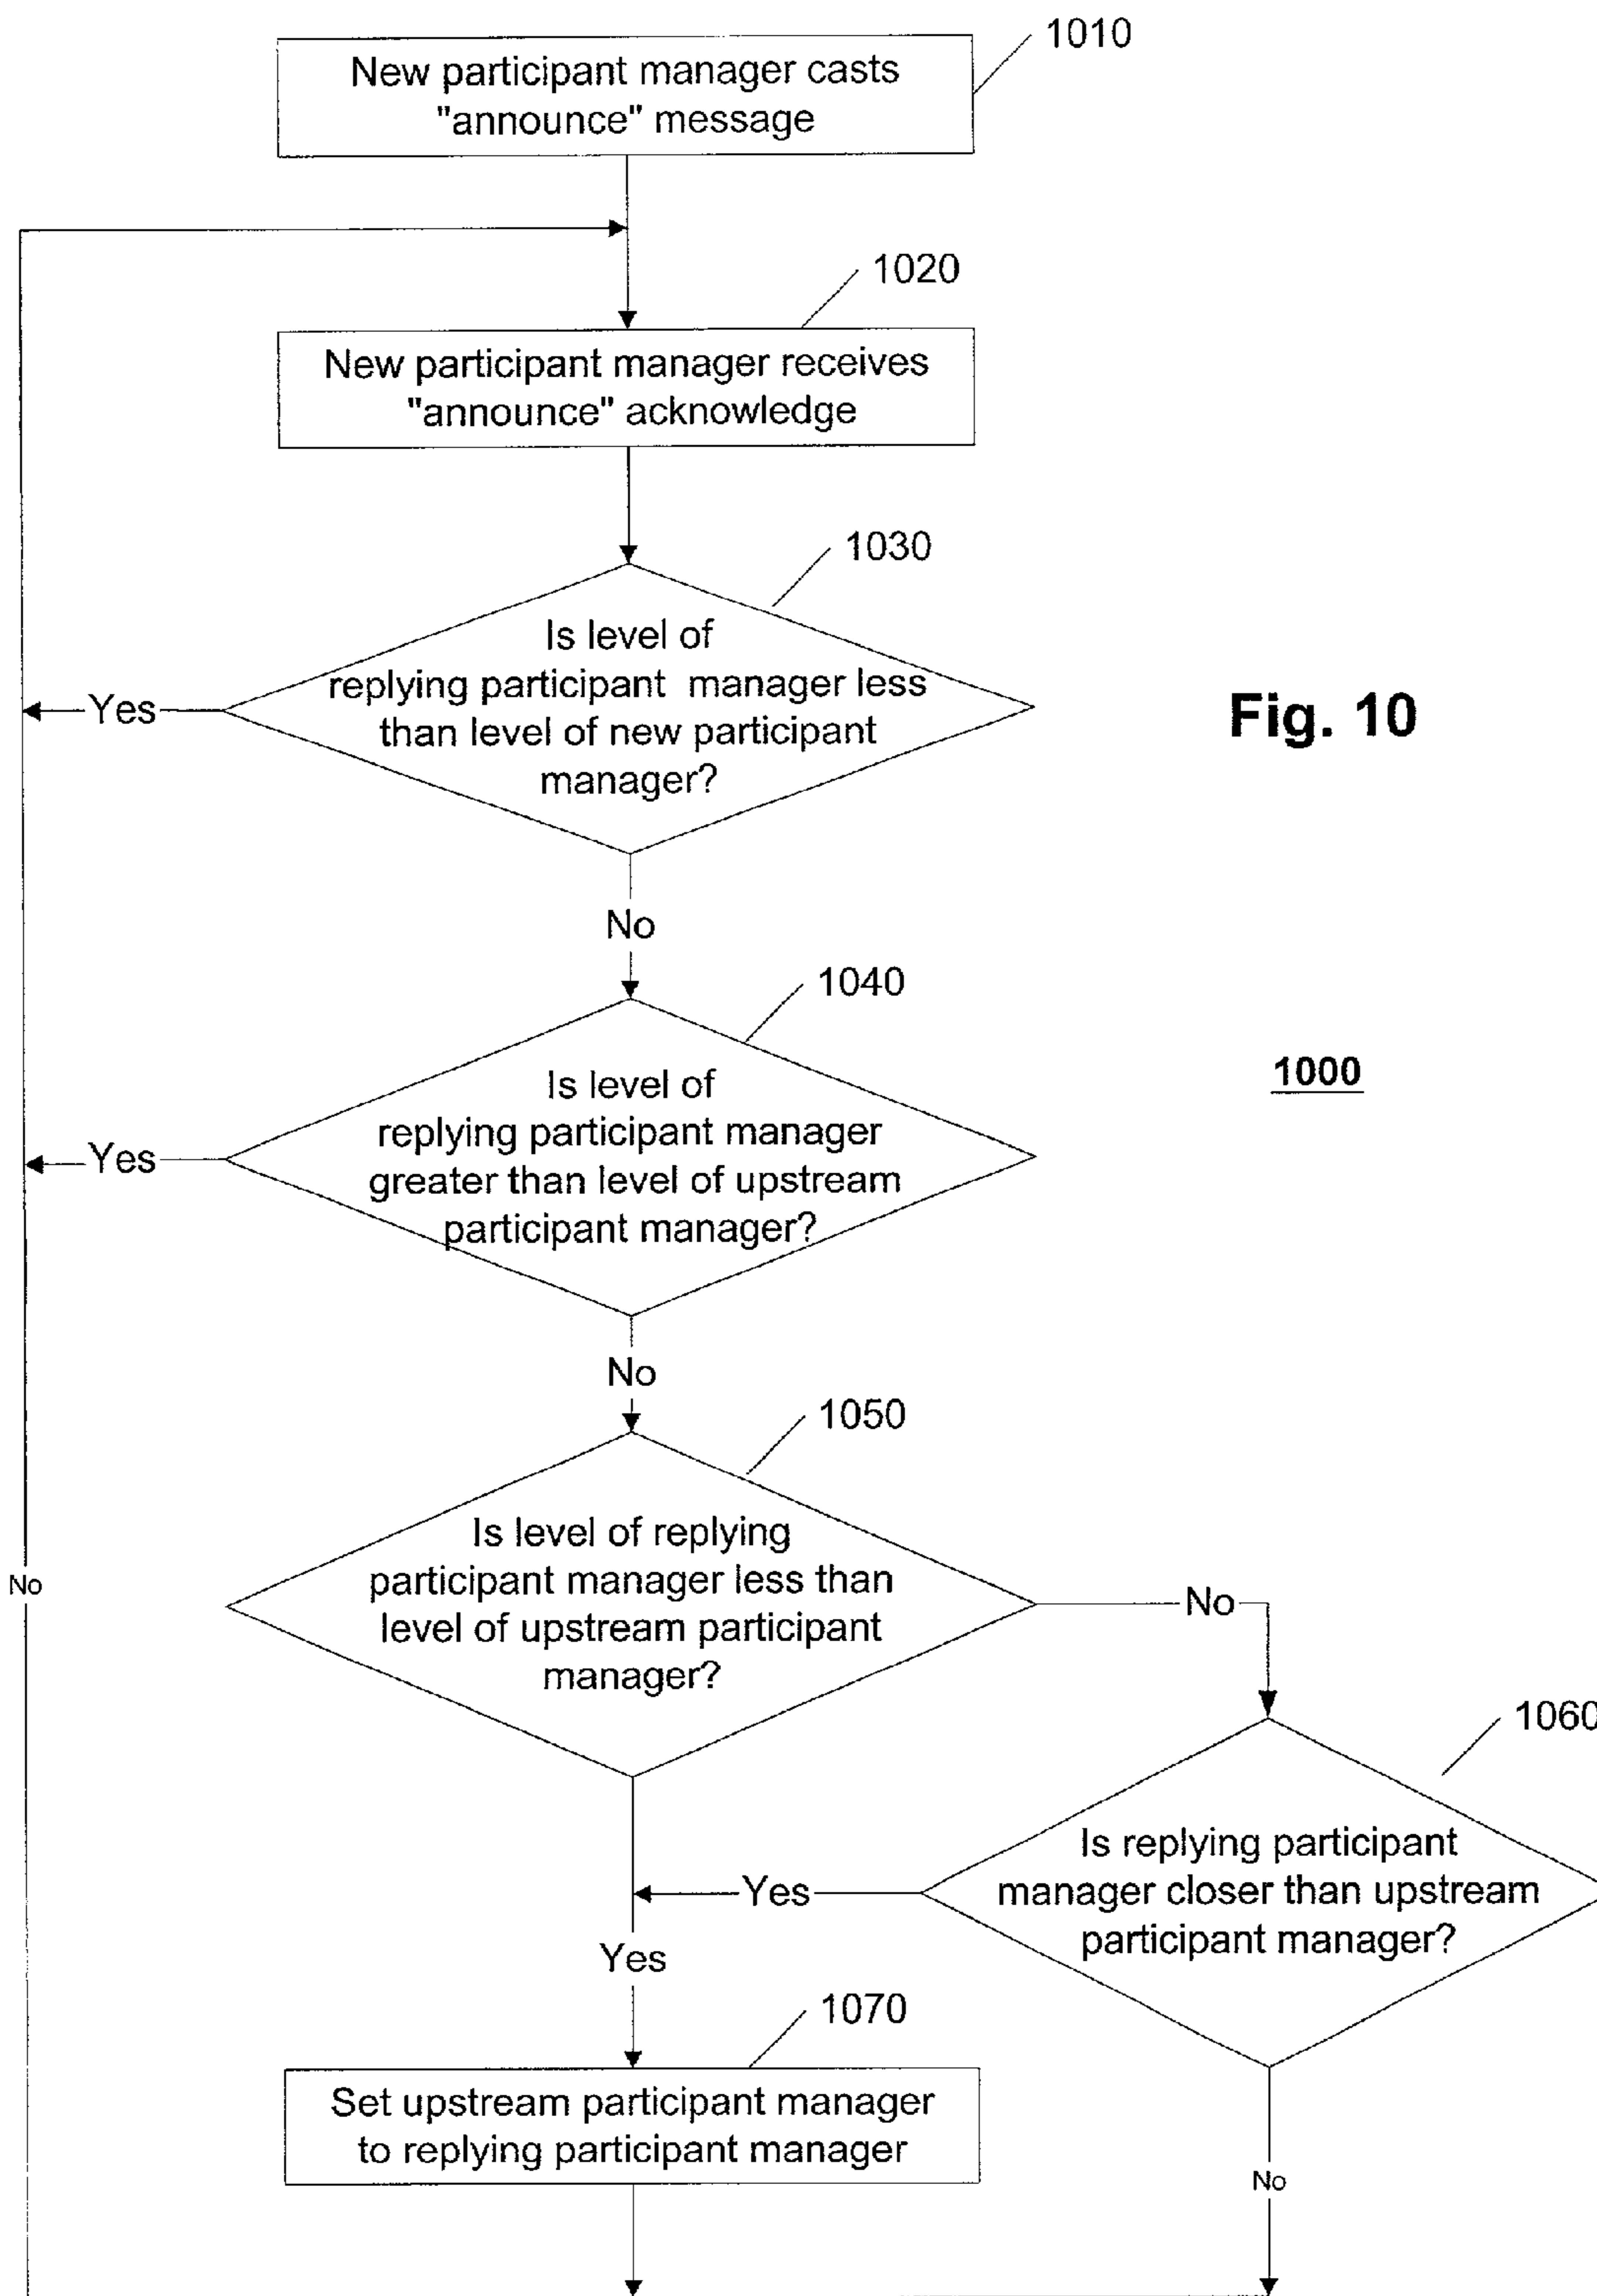 1010
New participant manager casts
"announce" message
1020
New participant manager receives
"announce" acknowledge
1030
Is level of
replying participant manager less
than level of new participant
manager?
Yes
Fig. 10
No
1040
Is level of
replying participant manager
greater than level of upstream
participant manager?
Yes
1000
No
1050
Is level of replying
participant manager less than
level of upstream participant
manager?
No
No
1060
Is replying participant
manager closer than upstream
participant manager?
Yes
Yes
1070
Set upstream participant manager
to replying participant manager
No